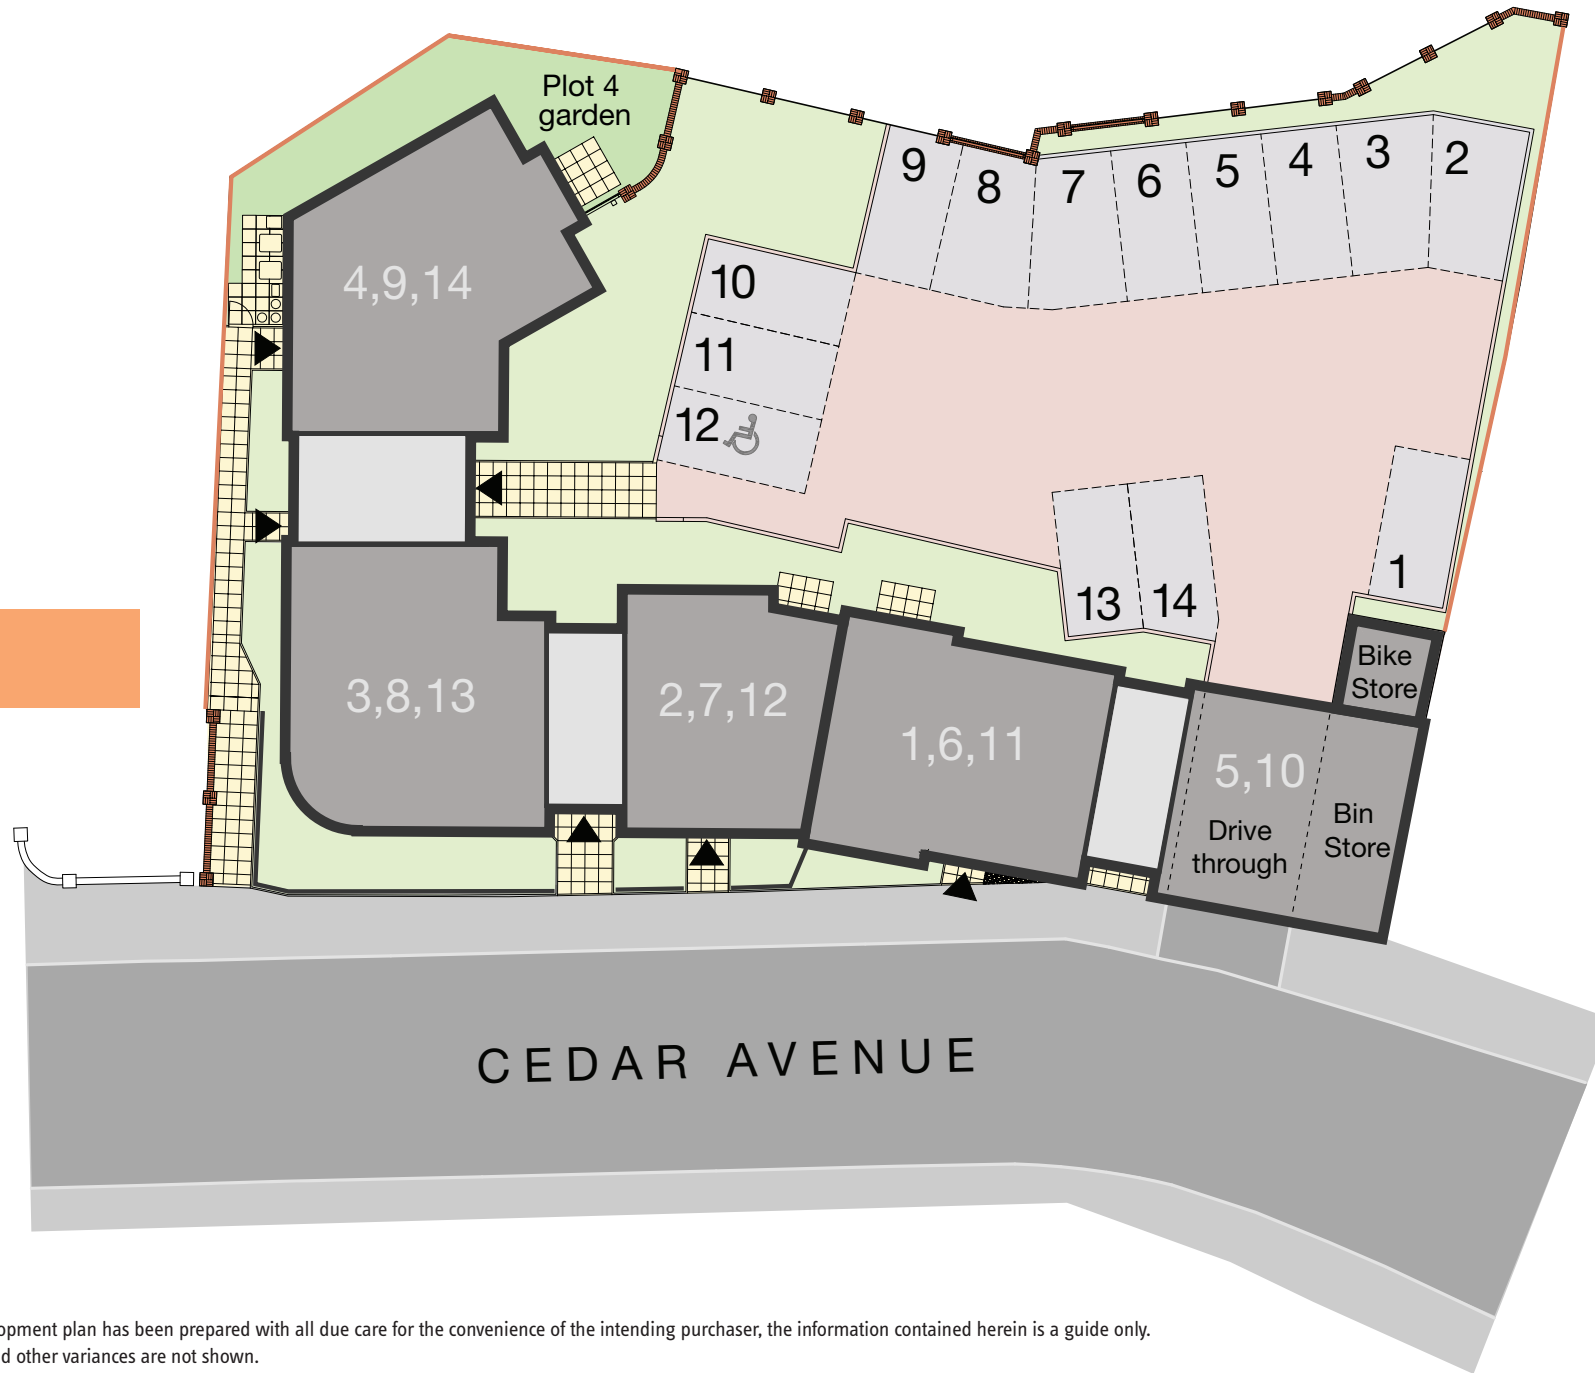 Plot 4
garden
9
8
7
6
5
4
3
2
10
11
12
4,9,14
13
14
1
Bike
Store
3,8,13
2,7,12
1,6,11
5,10
Drive
through
Bin
Store
CEDAR AVENUE
opment plan has been prepared with all due care for the convenience of the intending purchaser, the information contained herein is a guide only.
d other variances are not shown.